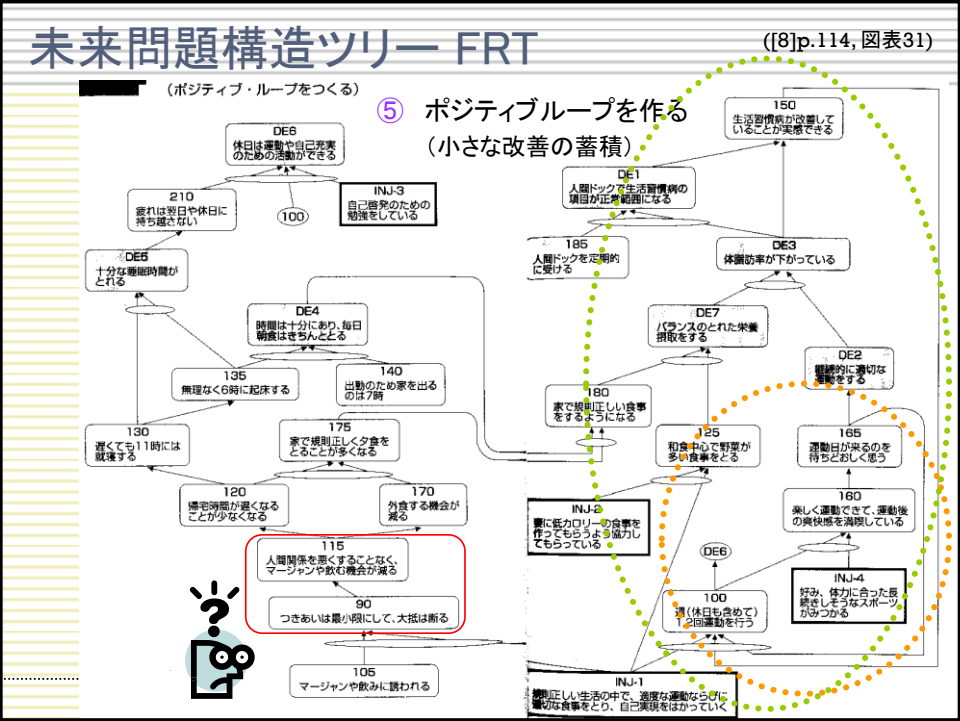 未来問題構造ツリー FRT
([8]p.114, 図表31)
(ポジティブ・ループをつくる)
⑤ ポジティブループを作る
(小さな改善の蓄積)
DE6
休日は運動や自己充実
のための活動ができる
210
疲れは翌日や休日に
持ち越さない
100
INJ-3
自己啓発のための
勉強をしている
DE5
十分な睡眠時間が
とれる
DE4
時間は十分にあり、毎日
朝食はきちんととる
135
無理なく6時に起床する
140
出勤のため家を出る
のは7時
130
遅くても11時には
就寝する
175
家で規則正しく夕食を
とることが多くなる
120
帰宅時間が遅くなる
ことが少なくなる
170
外食する機会が
減る
115
人間関係を悪くすることなく、
マージャンや飲む機会が減る
90
つきあいは最小限にして、大抵は断る
105
マージャンや飲みに誘われる
150
生活習慣病が改善して
いることが実感できる
DE1
人間ドックで生活習慣病の
項目が正常範囲になる
185
人間ドックを定期的
に受ける
DE3
体脂肪率が下がっている
DE7
バランスのとれた栄養
摂取をする
DE2
継続的に適切な
運動をする
180
家で規則正しい食事
をするようになる
125
和食中心で野菜が
多い食事をとる
165
運動日が来るのを
待ちどおしく思う
INJ-2
妻に低カロリーの食事を
作ってもらうよう協力し
てもらっている
160
楽しく運動できて、運動後
の爽快感を満喫している
DE6
INJ-4
好み、体力に合った長
続きしそうなスポーツ
がみつかる
100
週(休日も含めて)
1,2回運動を行う
INJ-1
規則正しい生活の中で、適度な運動ならびに
適切な食事をとり、自己実現をはかっていく